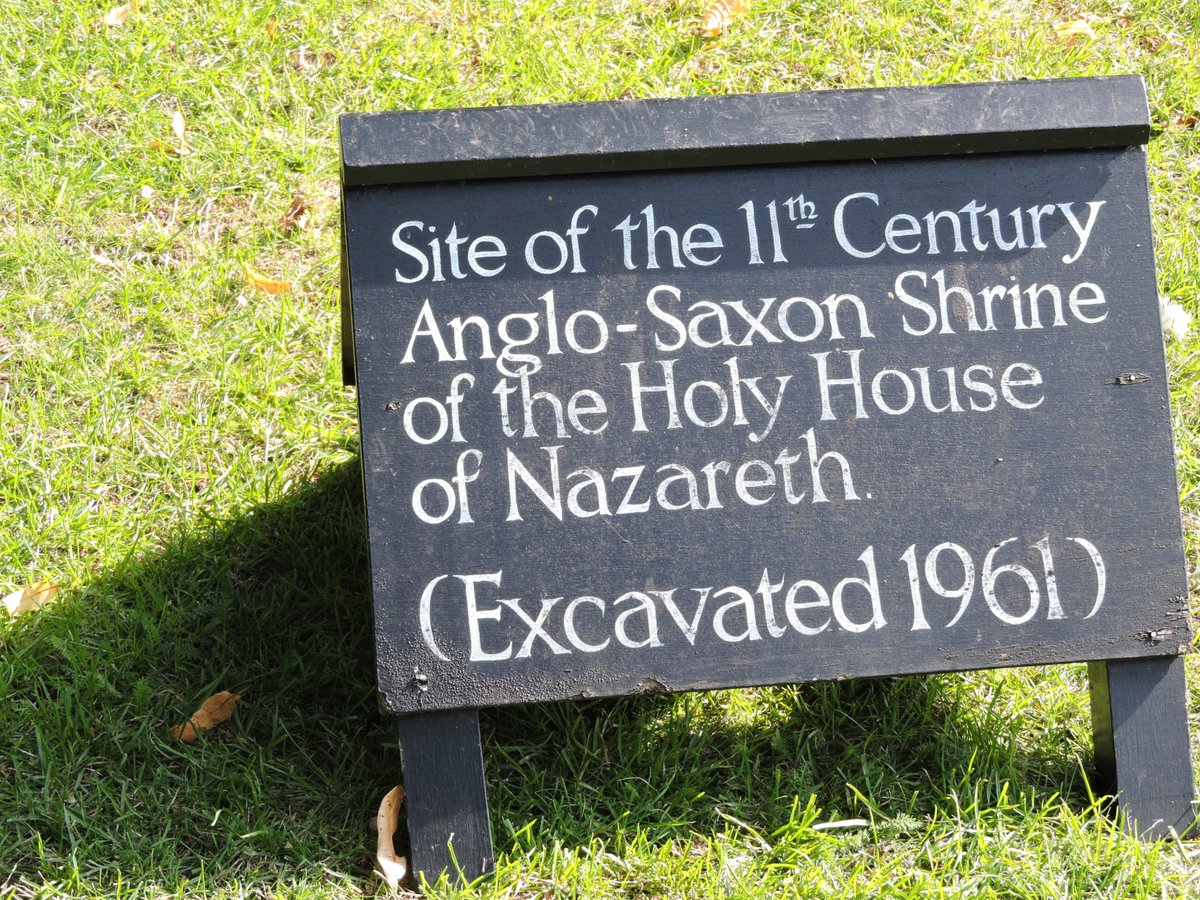 Site of the 11th Century
Anglo-Saxon Shrine
of the Holy House
of Nazareth.
(Excavated 1961)